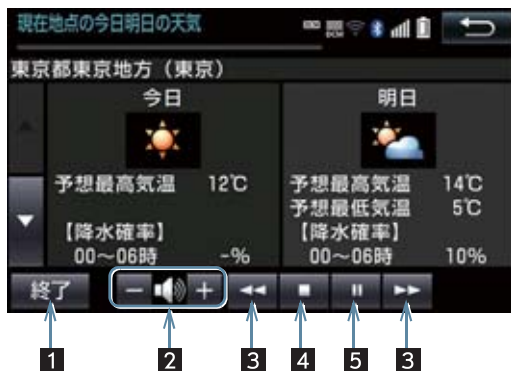 現在地点の今日明日の天気
東京都東京地方（東京）
今日
明日
予想最高気温 12℃
【降水確率】
00〜06時 -%
予想最高気温 14℃
予想最低気温 5℃
【降水確率】
00〜06時 10%
終了
1 2 3 4 5 3